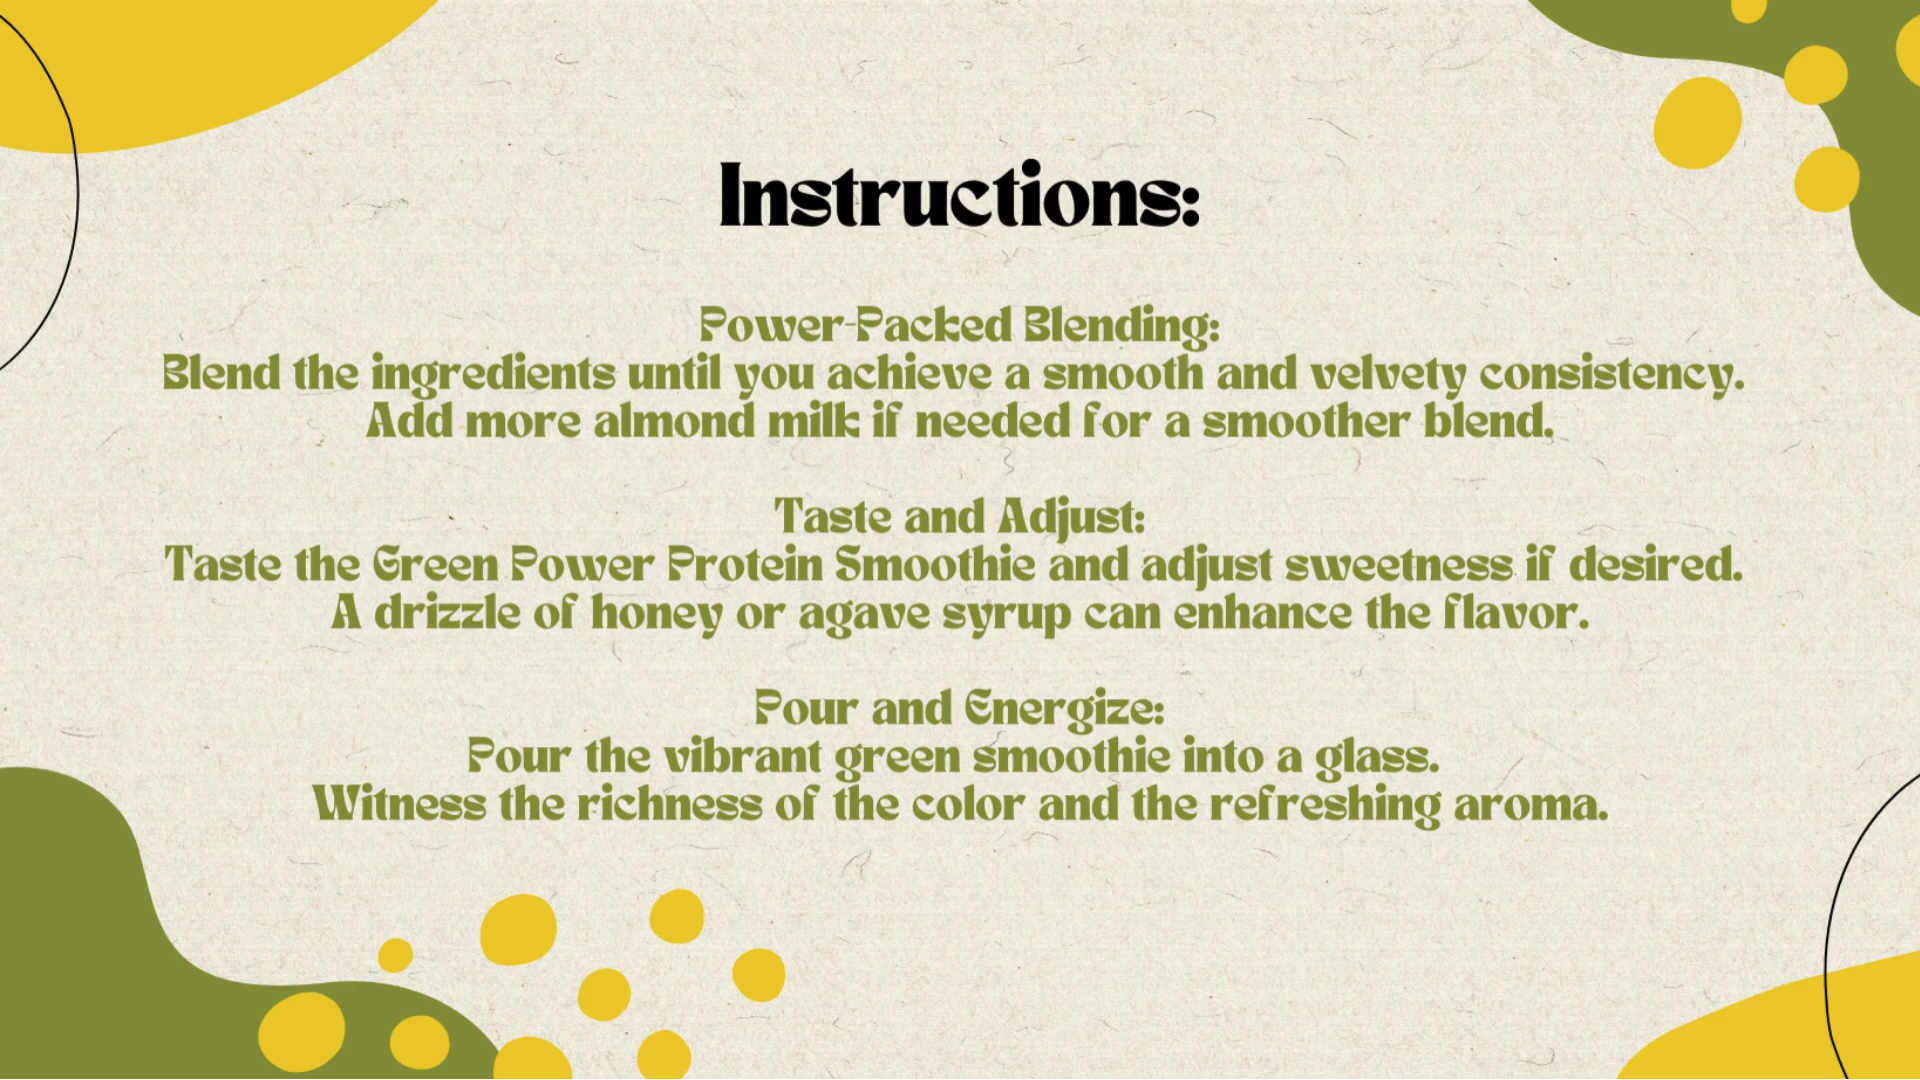 Instructions:
Power-Packed Blending:
Blend the ingredients until you achieve a smooth and velvety consistency.
Add more almond milk if needed for a smoother blend.
Taste and Adjust:
Taste the Green Power Protein Smoothie and adjust sweetness if desired.
A drizzle of honey or agave syrup can enhance the flavor.
Pour and Energize:
Pour the vibrant green smoothie into a glass.
Witness the richness of the color and the refreshing aroma.